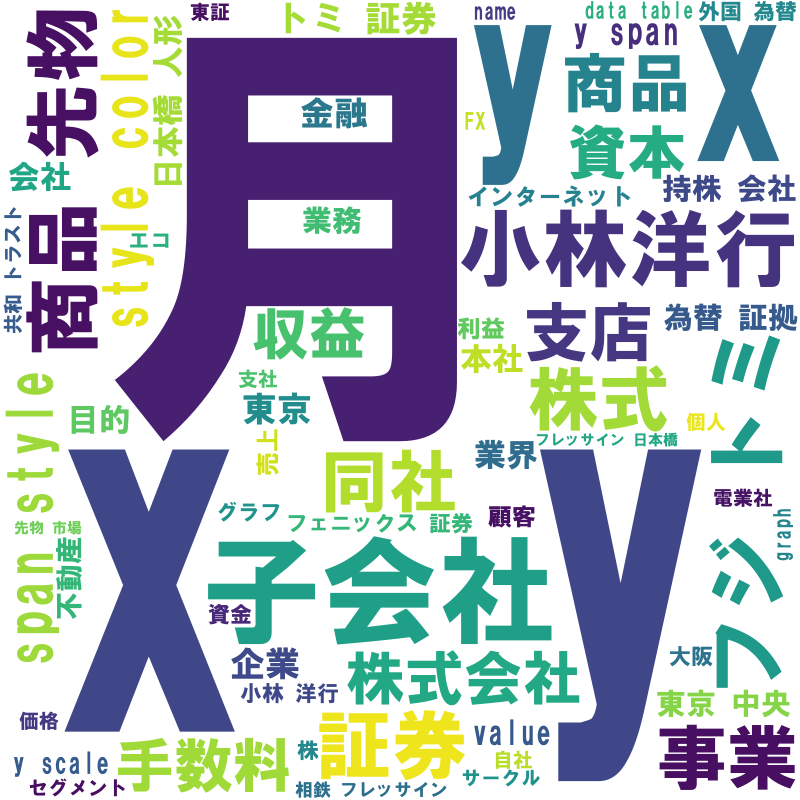 東証
トミ 証券
name
data table
外国 為替
y span
先物
style color
日本橋 人形
月
y
x
商品
金融
FX
資本
会社
インターネット
持株 会社
共和 トラスト
商品
エコ
業務
小林洋行
収益
利益
支店
為替 証拠
本社
フジトミ
支社
東京
株式
span style
目的
個人
フレッサイン 日本橋
売上
業界
x
同社
y
電業社
グラフ
フェニックス 証券
顧客
graph
先物 市場
不動産
子会社
資金
企業
株式会社
大阪
小林 洋行
東京 中央
価格
証券
value
事業
y scale
手数料
株
自社
サークル
セグメント
相鉄 フレッサイン